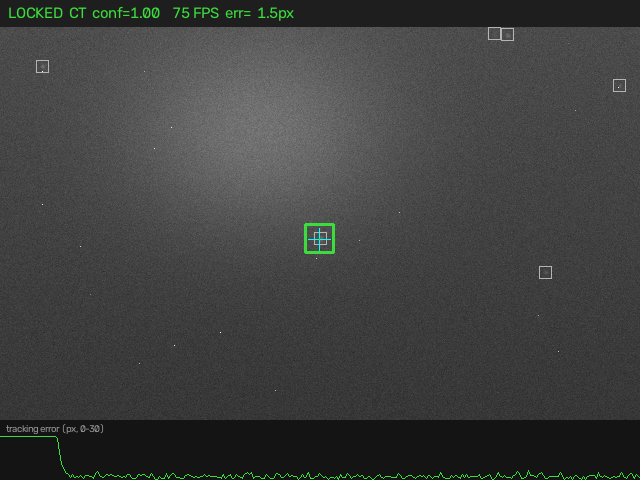 LOCKED CT conf=1.00 75 FPS err= 1.5px
tracking error (px, 0-30)